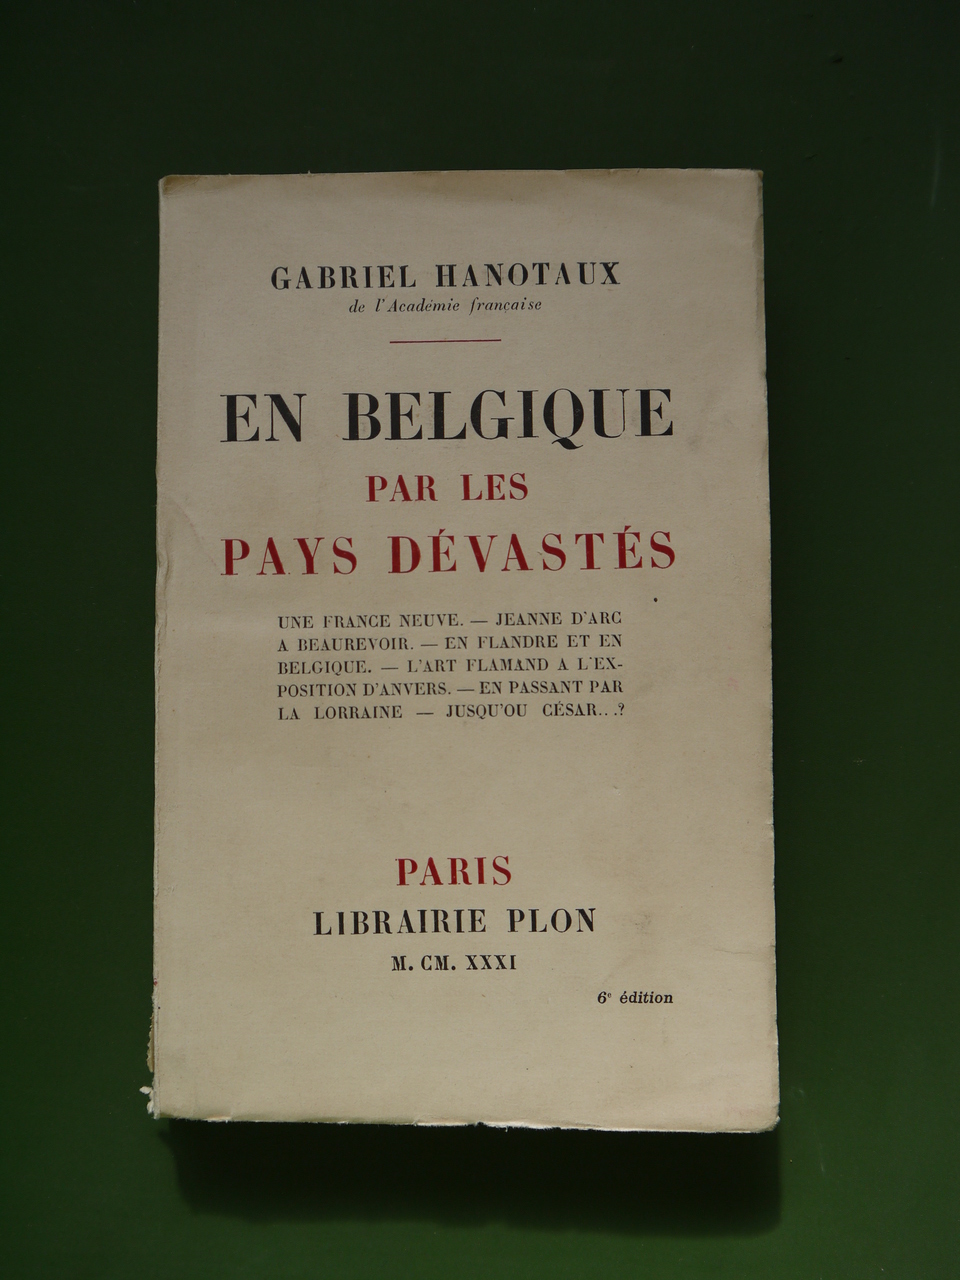 GABRIEL HANOTAUX
de l'Académie française
EN BELGIQUE
PAR LES
PAYS DÉVASTÉS
UNE FRANCE NEUVE. — JEANNE D'ARC
A BEAUREVOIR. — EN FLANDRE ET EN
BELGIQUE. — L'ART FLAMAND A L'EX-
POSITION D'ANVERS. — EN PASSANT PAR
LA LORRAINE — JUSQU'OU CÉSAR...?
PARIS
LIBRAIRIE PLON
M. CM. XXXI
6e édition